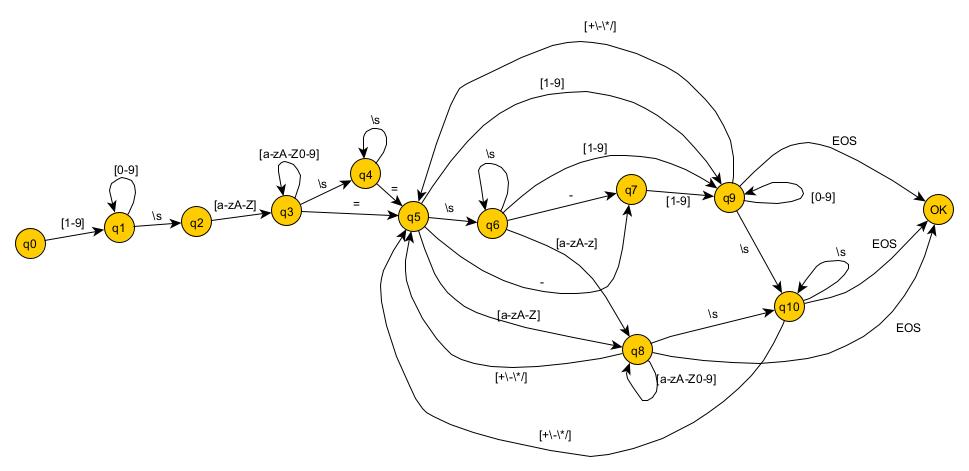 [+\-\*/]
[1-9]
EOS
\s
[a-zA-Z0-9]
\s
[1-9]
[0-9]
\s
q4
=
q7
-
[1-9]
q9
[0-9]
[1-9]
\s
[a-zA-Z]
=
\s
q0
q1
q2
q3
q5
q6
OK
[a-zA-z]
\s
EOS
\s
-
q10
[a-zA-Z]
\s
EOS
q8
[+\-\*/]
[a-zA-Z0-9]
[+\-\*/]